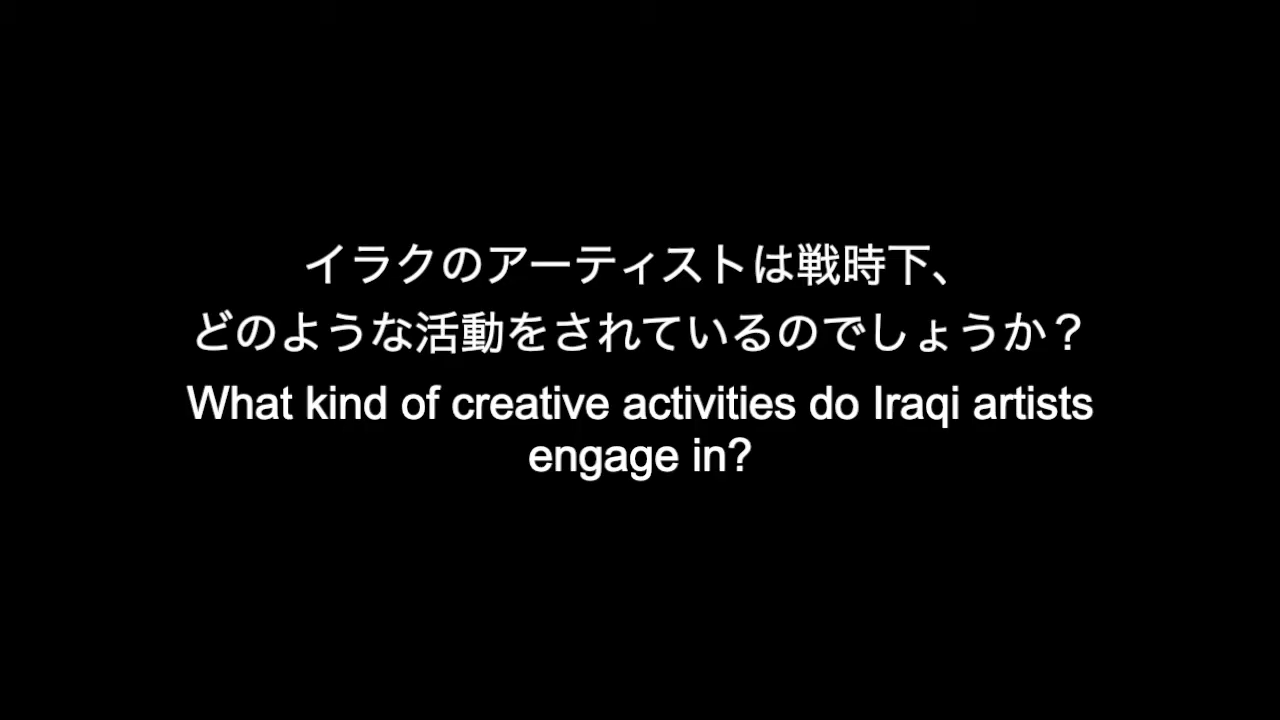 イラクのアーティストは戦時下、
どのような活動をされているのでしょうか？
What kind of creative activities do Iraqi artists
engage in?